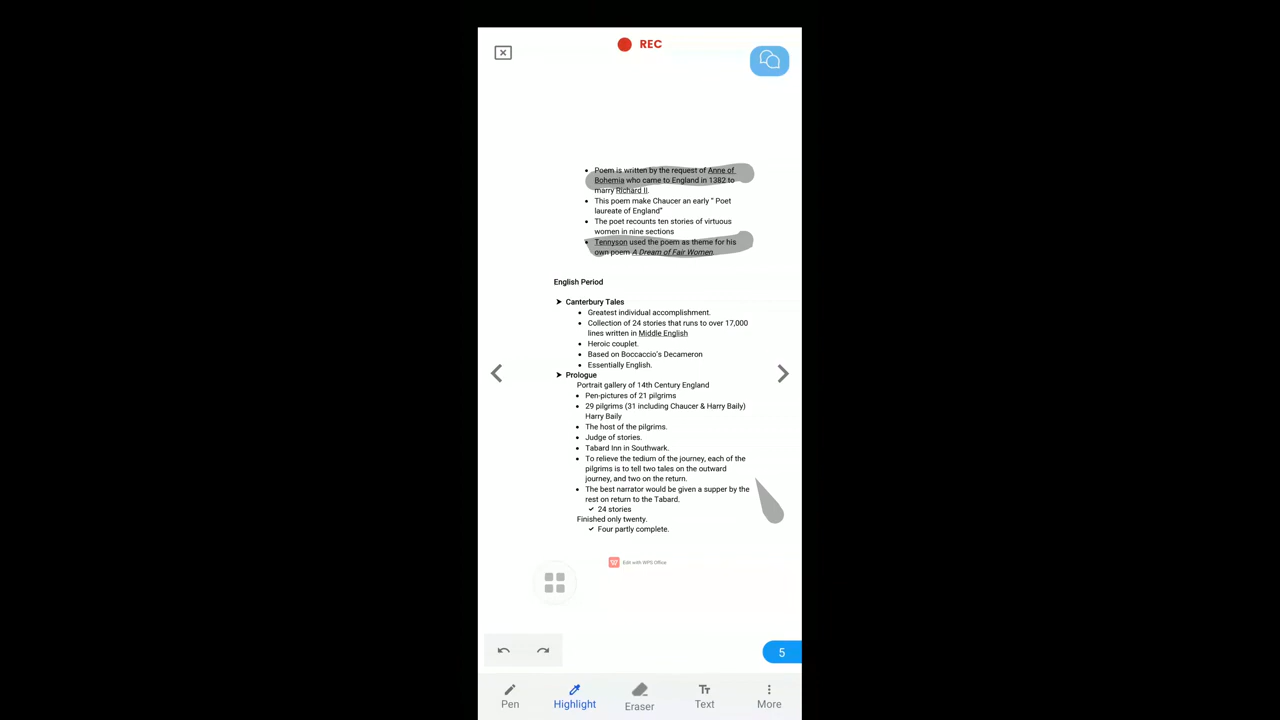 REC
• Poem is written by the request of Anne of
Bohemia who came to England in 1382 to
marry Richard II.
• This poem make Chaucer an early “ Poet
laureate of England”
• The poet recounts ten stories of virtuous
women in nine sections
• Tennyson used the poem as theme for his
own poem A Dream of Fair Women.
English Period
➤ Canterbury Tales
• Greatest individual accomplishment.
• Collection of 24 stories that runs to over 17,000
lines written in Middle English
• Heroic couplet.
• Based on Boccaccio’s Decameron
• Essentially English.
➤ Prologue
Portrait gallery of 14th Century England
• Pen-pictures of 21 pilgrims
• 29 pilgrims (31 including Chaucer & Harry Baily)
Harry Baily
• The host of the pilgrims.
• Judge of stories.
• Tabard Inn in Southwark.
• To relieve the tedium of the journey, each of the
pilgrims is to tell two tales on the outward
journey, and two on the return.
• The best narrator would be given a supper by the
rest on return to the Tabard.
✓ 24 stories
Finished only twenty.
✓ Four partly complete.
Edit with WPS Office
5
Pen
Highlight
Eraser
Text
More